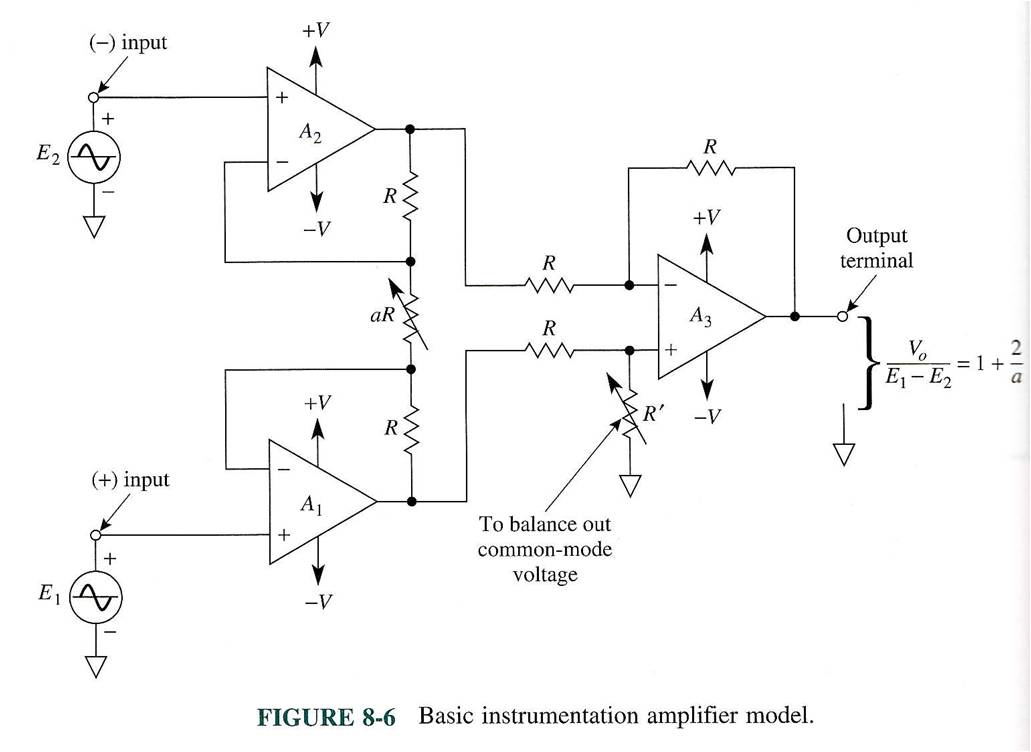 +V
(−) input
+
E2
−
+
A2
−
−V
R
aR
R
+V
(+) input
−
A1
+
E1
+
−
−V
R
R
R
+V
−
A3
+
−V
R′
To balance out
common-mode
voltage
Output
terminal
Vo / E1 − E2 = 1 + 2/a
FIGURE 8-6 Basic instrumentation amplifier model.